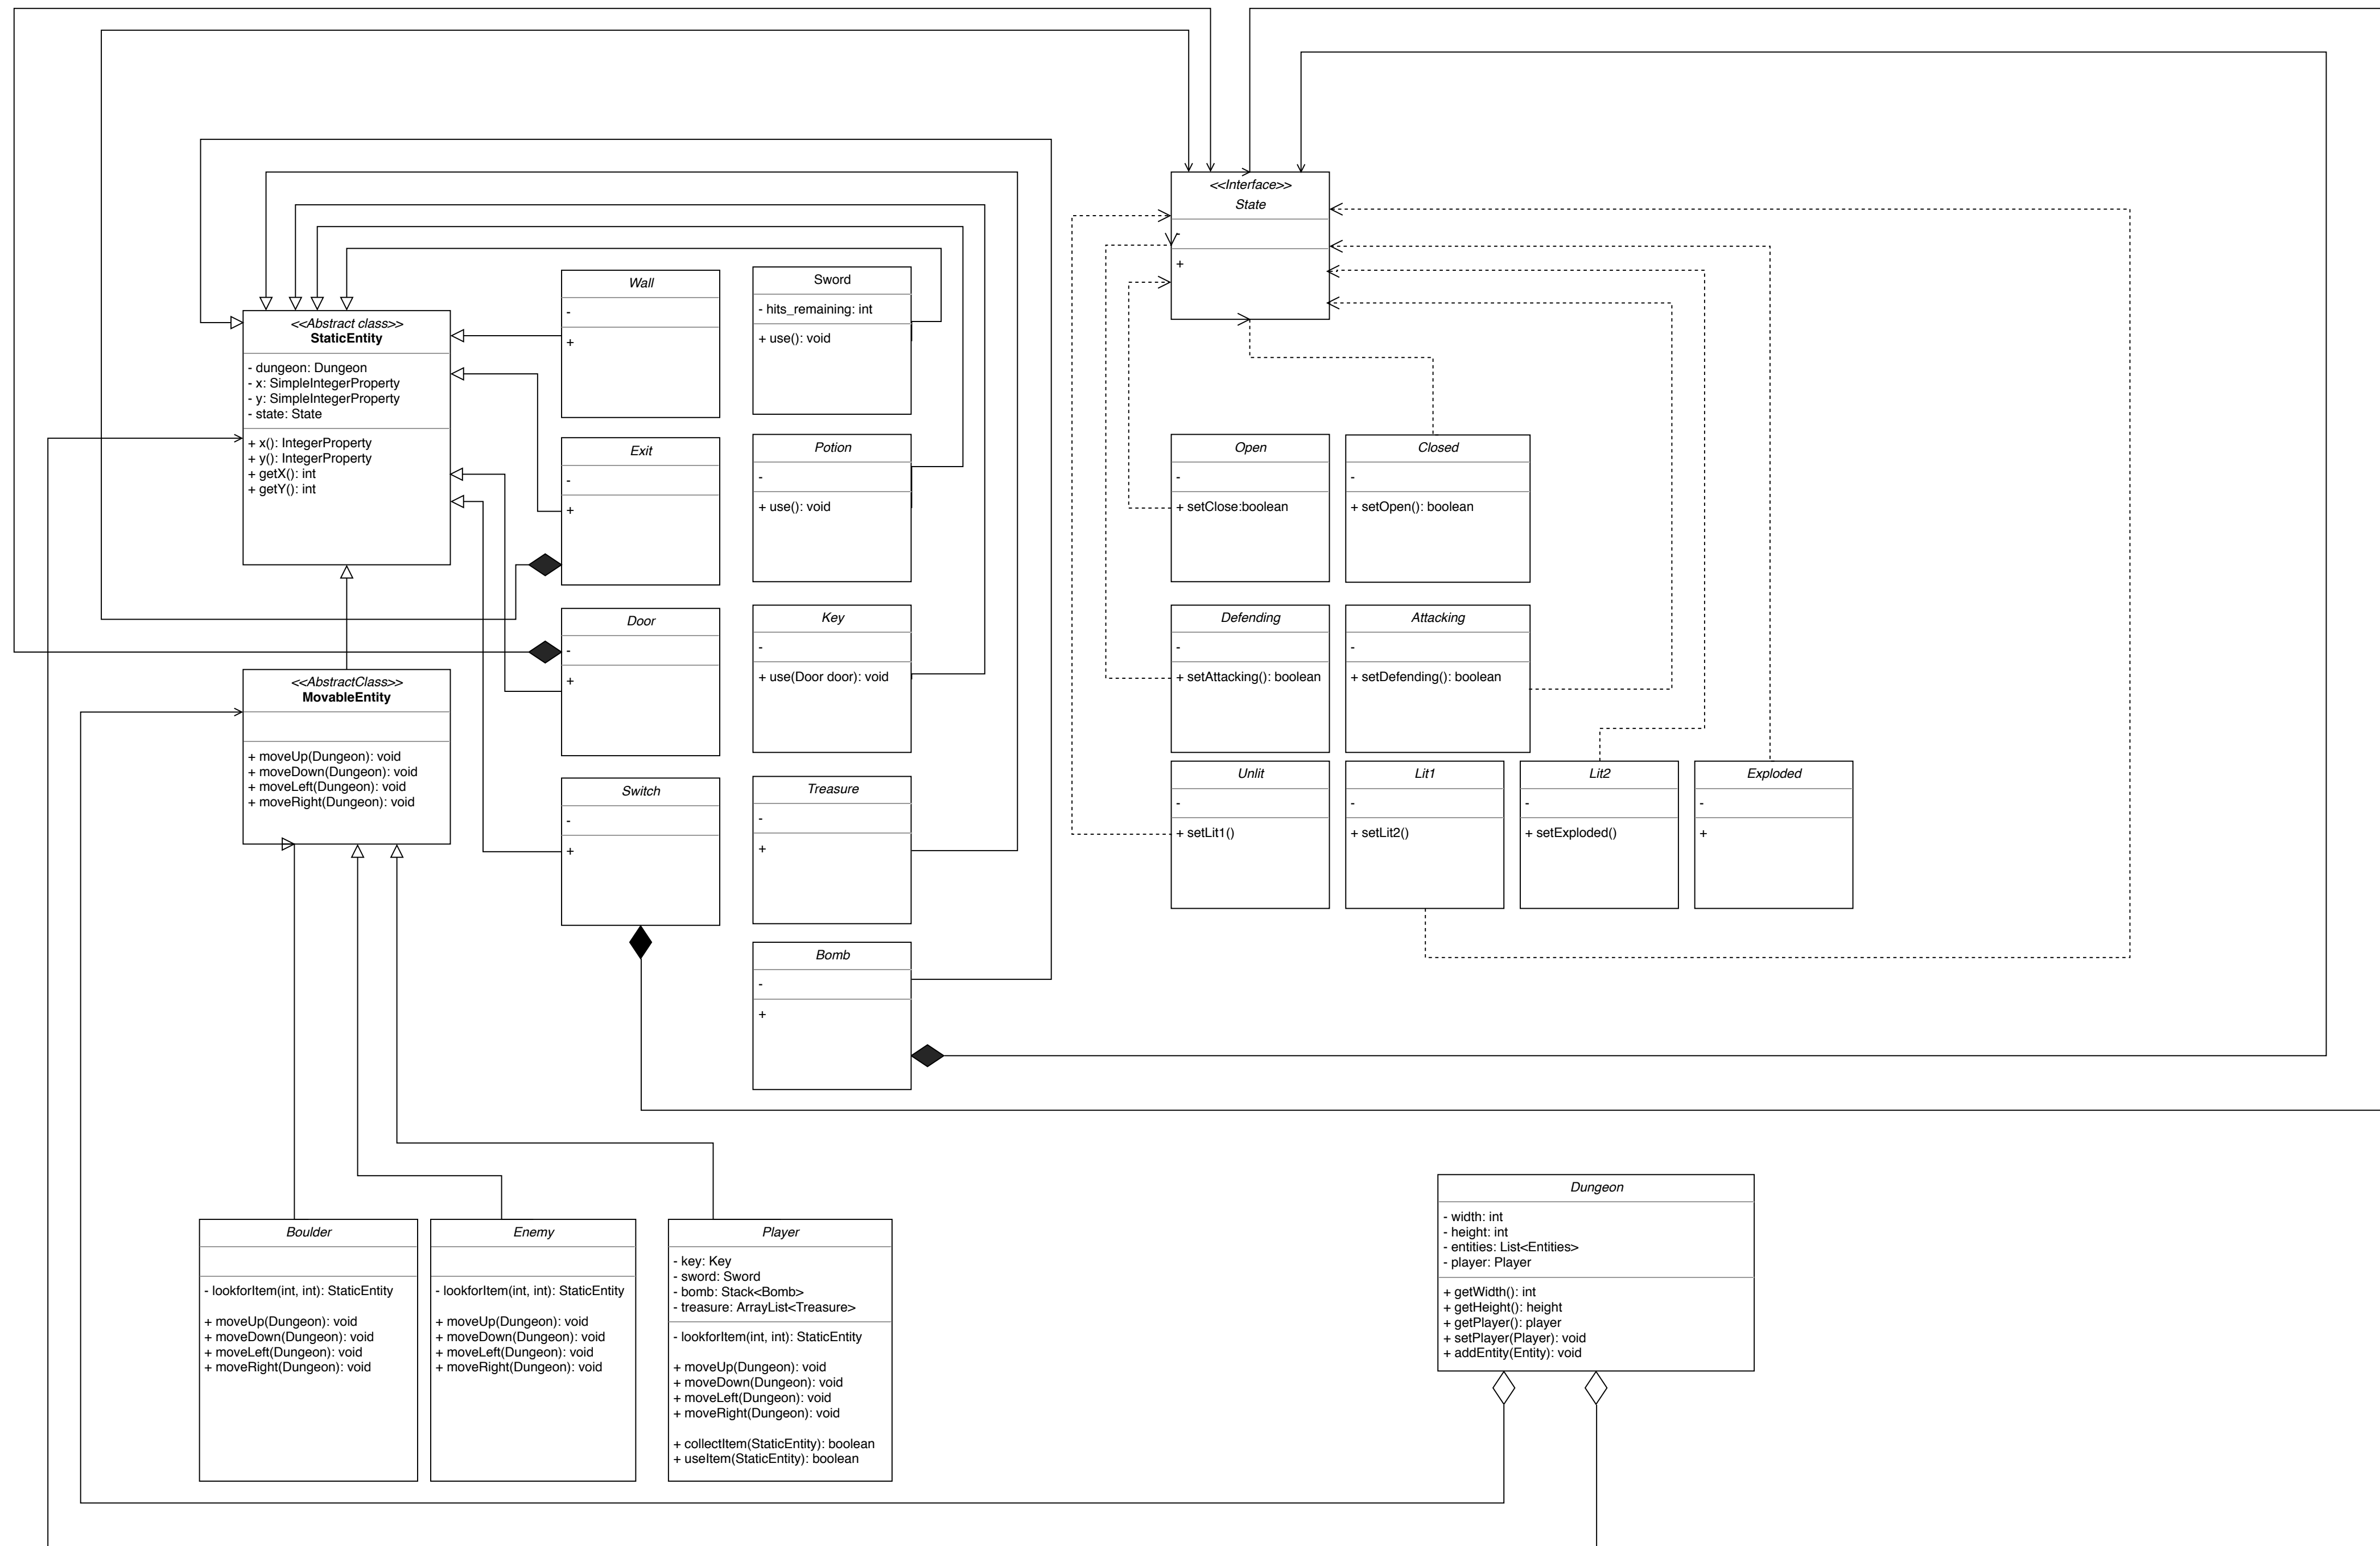 <<Interface>>
State
-
+
Wall
-
+
Sword
- hits_remaining: int
+ use(): void
<<Abstract class>>
StaticEntity
- dungeon: Dungeon
- x: SimpleIntegerProperty
- y: SimpleIntegerProperty
- state: State
+ x(): IntegerProperty
+ y(): IntegerProperty
+ getX(): int
+ getY(): int
Exit
-
+
Potion
-
+ use(): void
Open
-
+ setClose:boolean
Closed
-
+ setOpen(): boolean
Door
-
+
Key
-
+ use(Door door): void
Defending
-
+ setAttacking(): boolean
Attacking
-
+ setDefending(): boolean
<<AbstractClass>>
MovableEntity
+ moveUp(Dungeon): void
+ moveDown(Dungeon): void
+ moveLeft(Dungeon): void
+ moveRight(Dungeon): void
Switch
-
+
Treasure
-
+
Unlit
-
+ setLit1()
Lit1
-
+ setLit2()
Lit2
-
+ setExploded()
Exploded
-
+
Bomb
-
+
Boulder
- lookforItem(int, int): StaticEntity
+ moveUp(Dungeon): void
+ moveDown(Dungeon): void
+ moveLeft(Dungeon): void
+ moveRight(Dungeon): void
Enemy
- lookforItem(int, int): StaticEntity
+ moveUp(Dungeon): void
+ moveDown(Dungeon): void
+ moveLeft(Dungeon): void
+ moveRight(Dungeon): void
Player
- key: Key
- sword: Sword
- bomb: Stack<Bomb>
- treasure: ArrayList<Treasure>
- lookforItem(int, int): StaticEntity
+ moveUp(Dungeon): void
+ moveDown(Dungeon): void
+ moveLeft(Dungeon): void
+ moveRight(Dungeon): void
+ collectItem(StaticEntity): boolean
+ useItem(StaticEntity): boolean
Dungeon
- width: int
- height: int
- entities: List<Entities>
- player: Player
+ getWidth(): int
+ getHeight(): height
+ getPlayer(): player
+ setPlayer(Player): void
+ addEntity(Entity): void